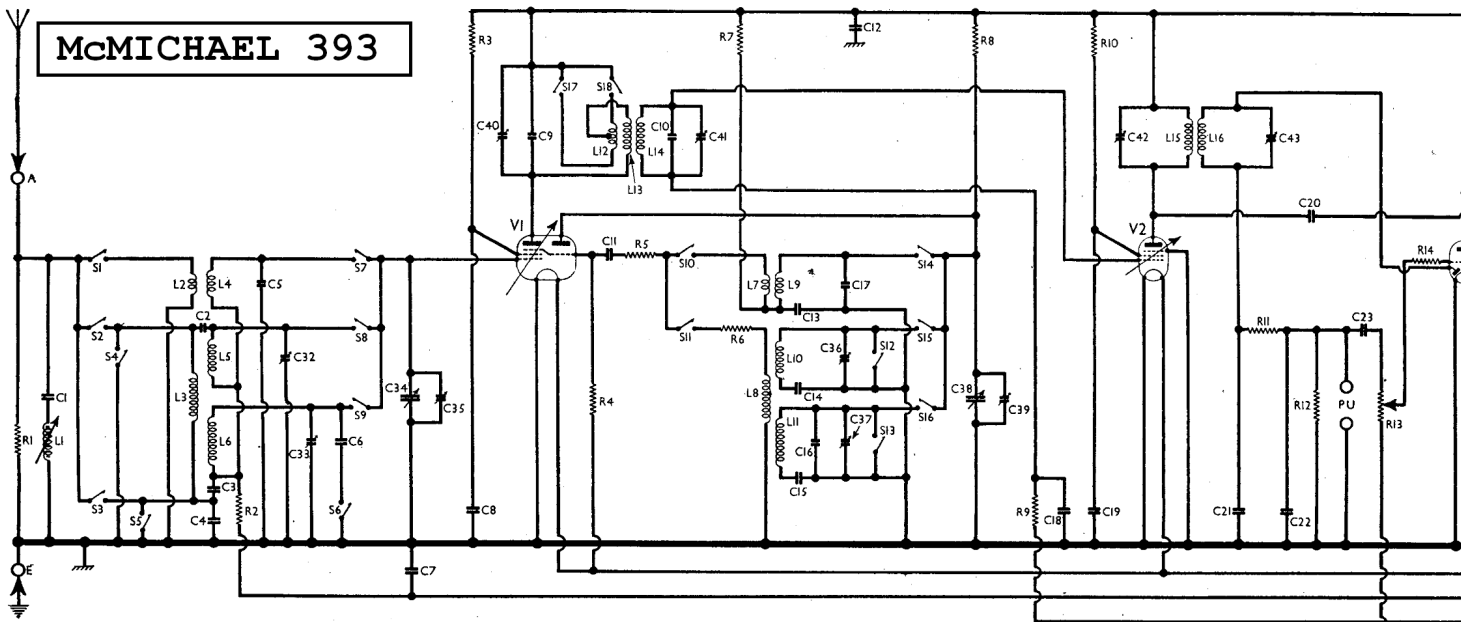 McMICHAEL 393
R3
R7
C12
R8
R10
S17
S18
C40
C9
L12
L13
L14
C10
C41
C42
L15
L16
C43
A
V1
V2
C20
S1
L2
L4
C5
S7
C11
R5
S10
L7
L9
C17
S14
R14
S2
S4
C2
L5
C32
S8
C13
S11
R6
L10
C36
S12
S15
R11
C23
C1
L3
C34
C35
R4
L8
C14
C38
C39
R1
L1
L6
S9
C33
C6
L11
C16
C37
S13
S16
R12
PU
R13
S3
S5
C3
C4
R2
S6
C8
C15
R9
C18
C19
C21
C22
E
C7